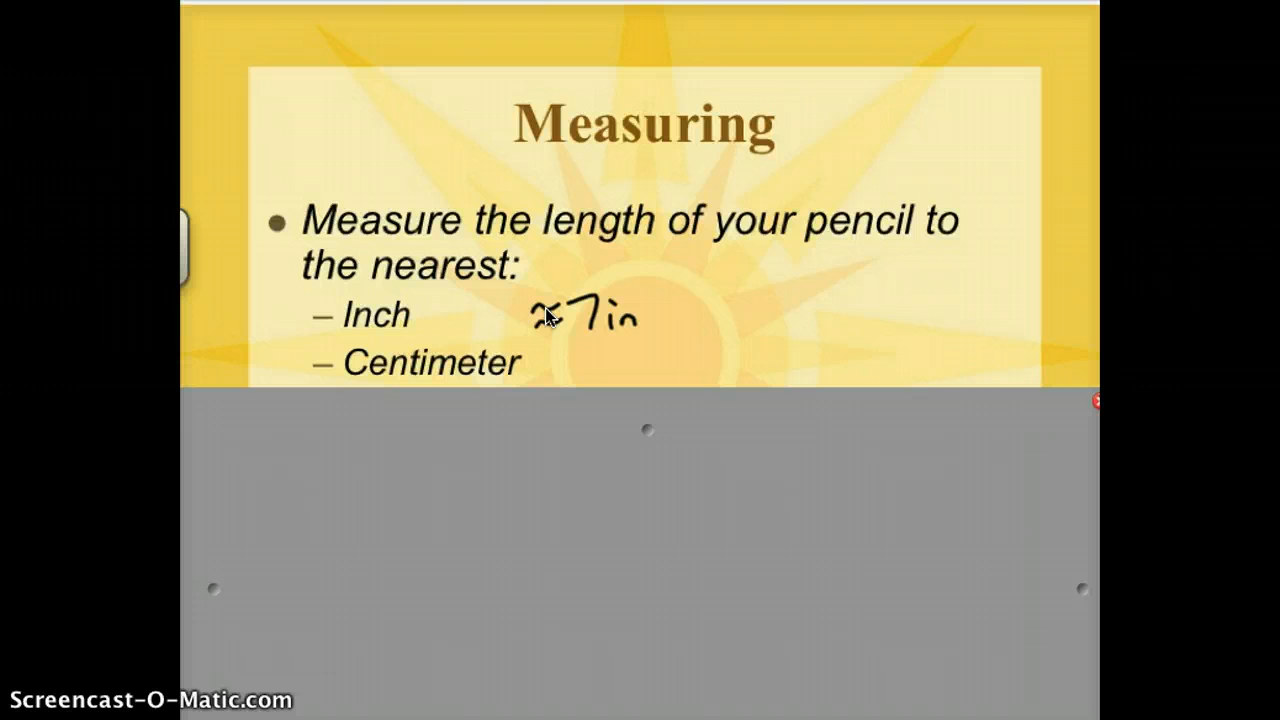 Measuring
● Measure the length of your pencil to
the nearest:
– Inch ≈7in
– Centimeter
Screencast-O-Matic.com